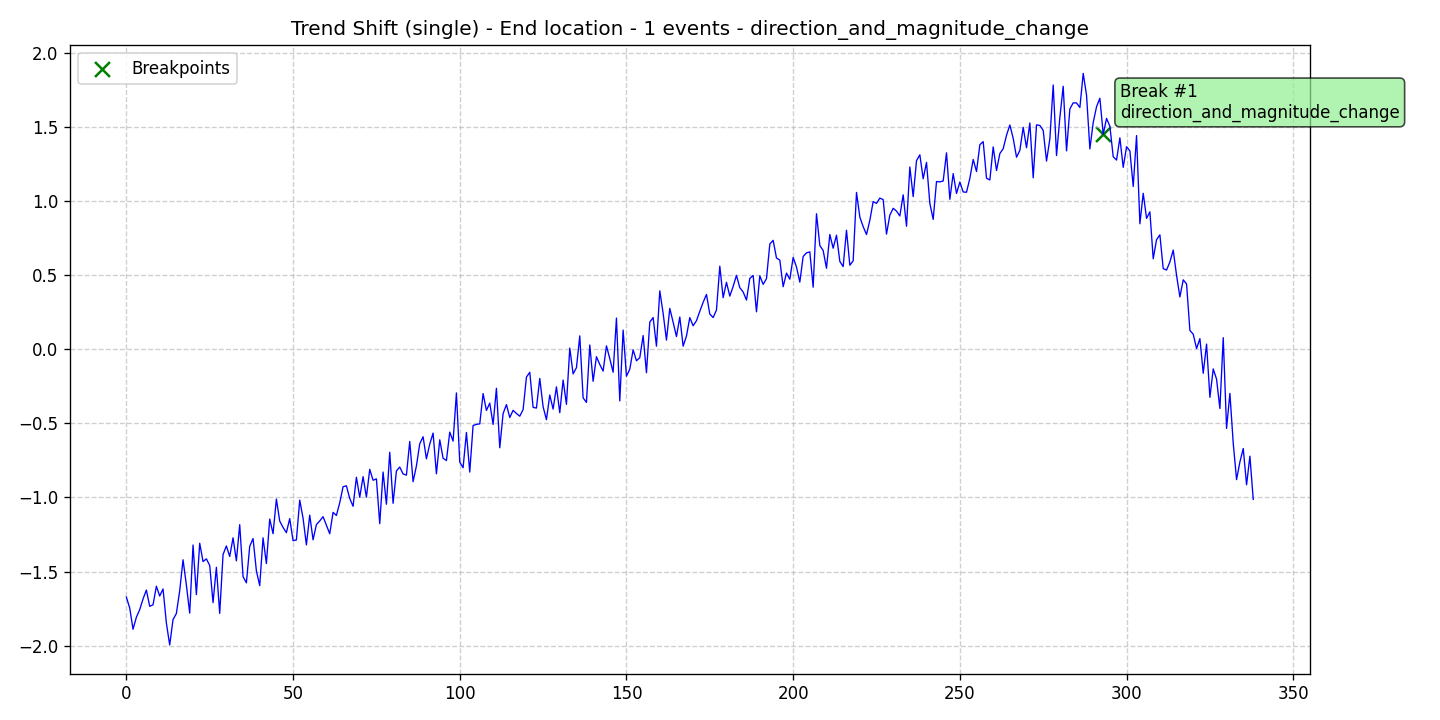 Trend Shift (single) - End location - 1 events - direction_and_magnitude_change
Breakpoints
Break #1
direction_and_magnitude_change
2.0
1.5
1.0
0.5
0.0
−0.5
−1.0
−1.5
−2.0
0 50 100 150 200 250 300 350